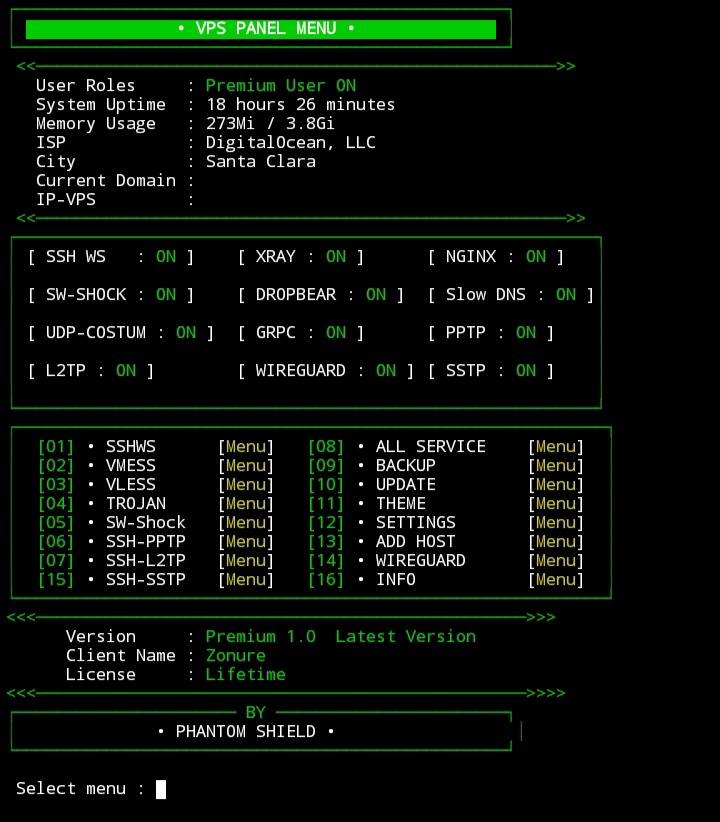 • VPS PANEL MENU •
<<>>
User Roles : Premium User ON
System Uptime : 18 hours 26 minutes
Memory Usage : 273Mi / 3.8Gi
ISP : DigitalOcean, LLC
City : Santa Clara
Current Domain :
IP-VPS :
<<>>
[ SSH WS : ON ] [ XRAY : ON ] [ NGINX : ON ]
[ SW-SHOCK : ON ] [ DROPBEAR : ON ] [ Slow DNS : ON ]
[ UDP-COSTUM : ON ] [ GRPC : ON ] [ PPTP : ON ]
[ L2TP : ON ] [ WIREGUARD : ON ] [ SSTP : ON ]
[01] • SSHWS [Menu] [08] • ALL SERVICE [Menu]
[02] • VMESS [Menu] [09] • BACKUP [Menu]
[03] • VLESS [Menu] [10] • UPDATE [Menu]
[04] • TROJAN [Menu] [11] • THEME [Menu]
[05] • SW-Shock [Menu] [12] • SETTINGS [Menu]
[06] • SSH-PPTP [Menu] [13] • ADD HOST [Menu]
[07] • SSH-L2TP [Menu] [14] • WIREGUARD [Menu]
[15] • SSH-SSTP [Menu] [16] • INFO [Menu]
<<<>>>
Version : Premium 1.0 Latest Version
Client Name : Zonure
License : Lifetime
<<<>>>>
BY
• PHANTOM SHIELD •
Select menu :